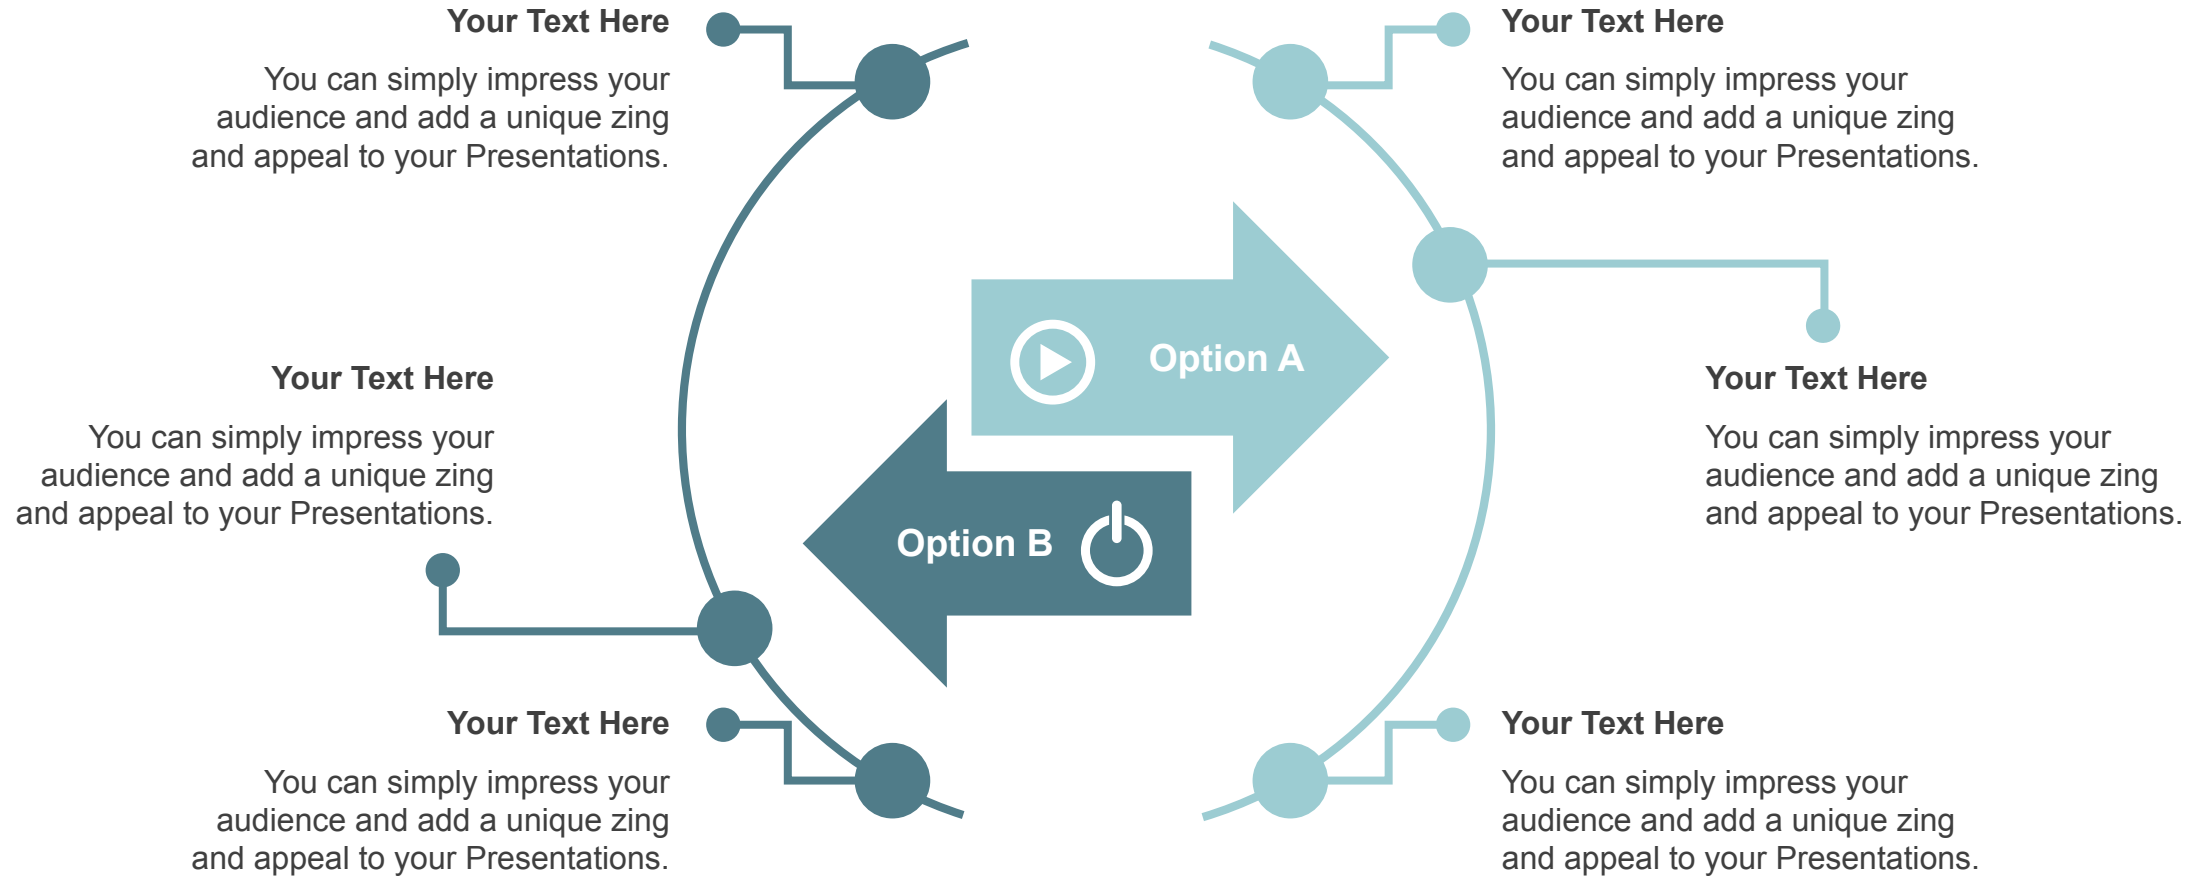 Your Text Here
You can simply impress your
audience and add a unique zing
and appeal to your Presentations.
Your Text Here
You can simply impress your
audience and add a unique zing
and appeal to your Presentations.
Your Text Here
You can simply impress your
audience and add a unique zing
and appeal to your Presentations.
Option A
Option B
Your Text Here
You can simply impress your
audience and add a unique zing
and appeal to your Presentations.
Your Text Here
You can simply impress your
audience and add a unique zing
and appeal to your Presentations.
Your Text Here
You can simply impress your
audience and add a unique zing
and appeal to your Presentations.